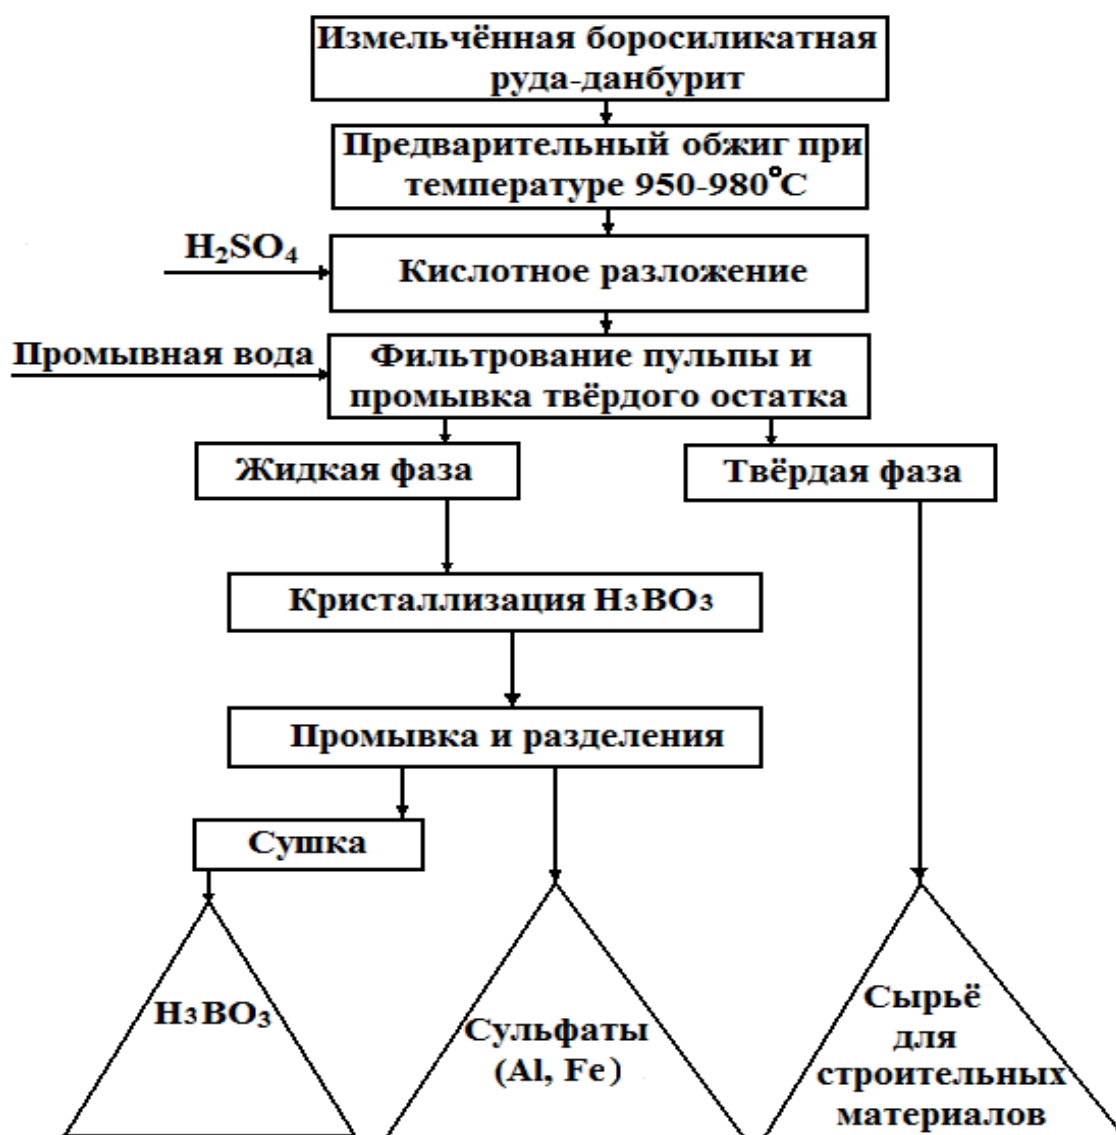 Измельчённая боросиликатная
руда-данбурит
Предварительный обжиг при
температуре 950-980°С
H₂SO₄
Кислотное разложение
Промывная вода
Фильтрование пульпы и
промывка твёрдого остатка
Жидкая фаза
Твёрдая фаза
Кристаллизация H₃BO₃
Промывка и разделения
Сушка
H₃BO₃
Сульфаты
(Al, Fe)
Сырьё
для
строительных
материалов